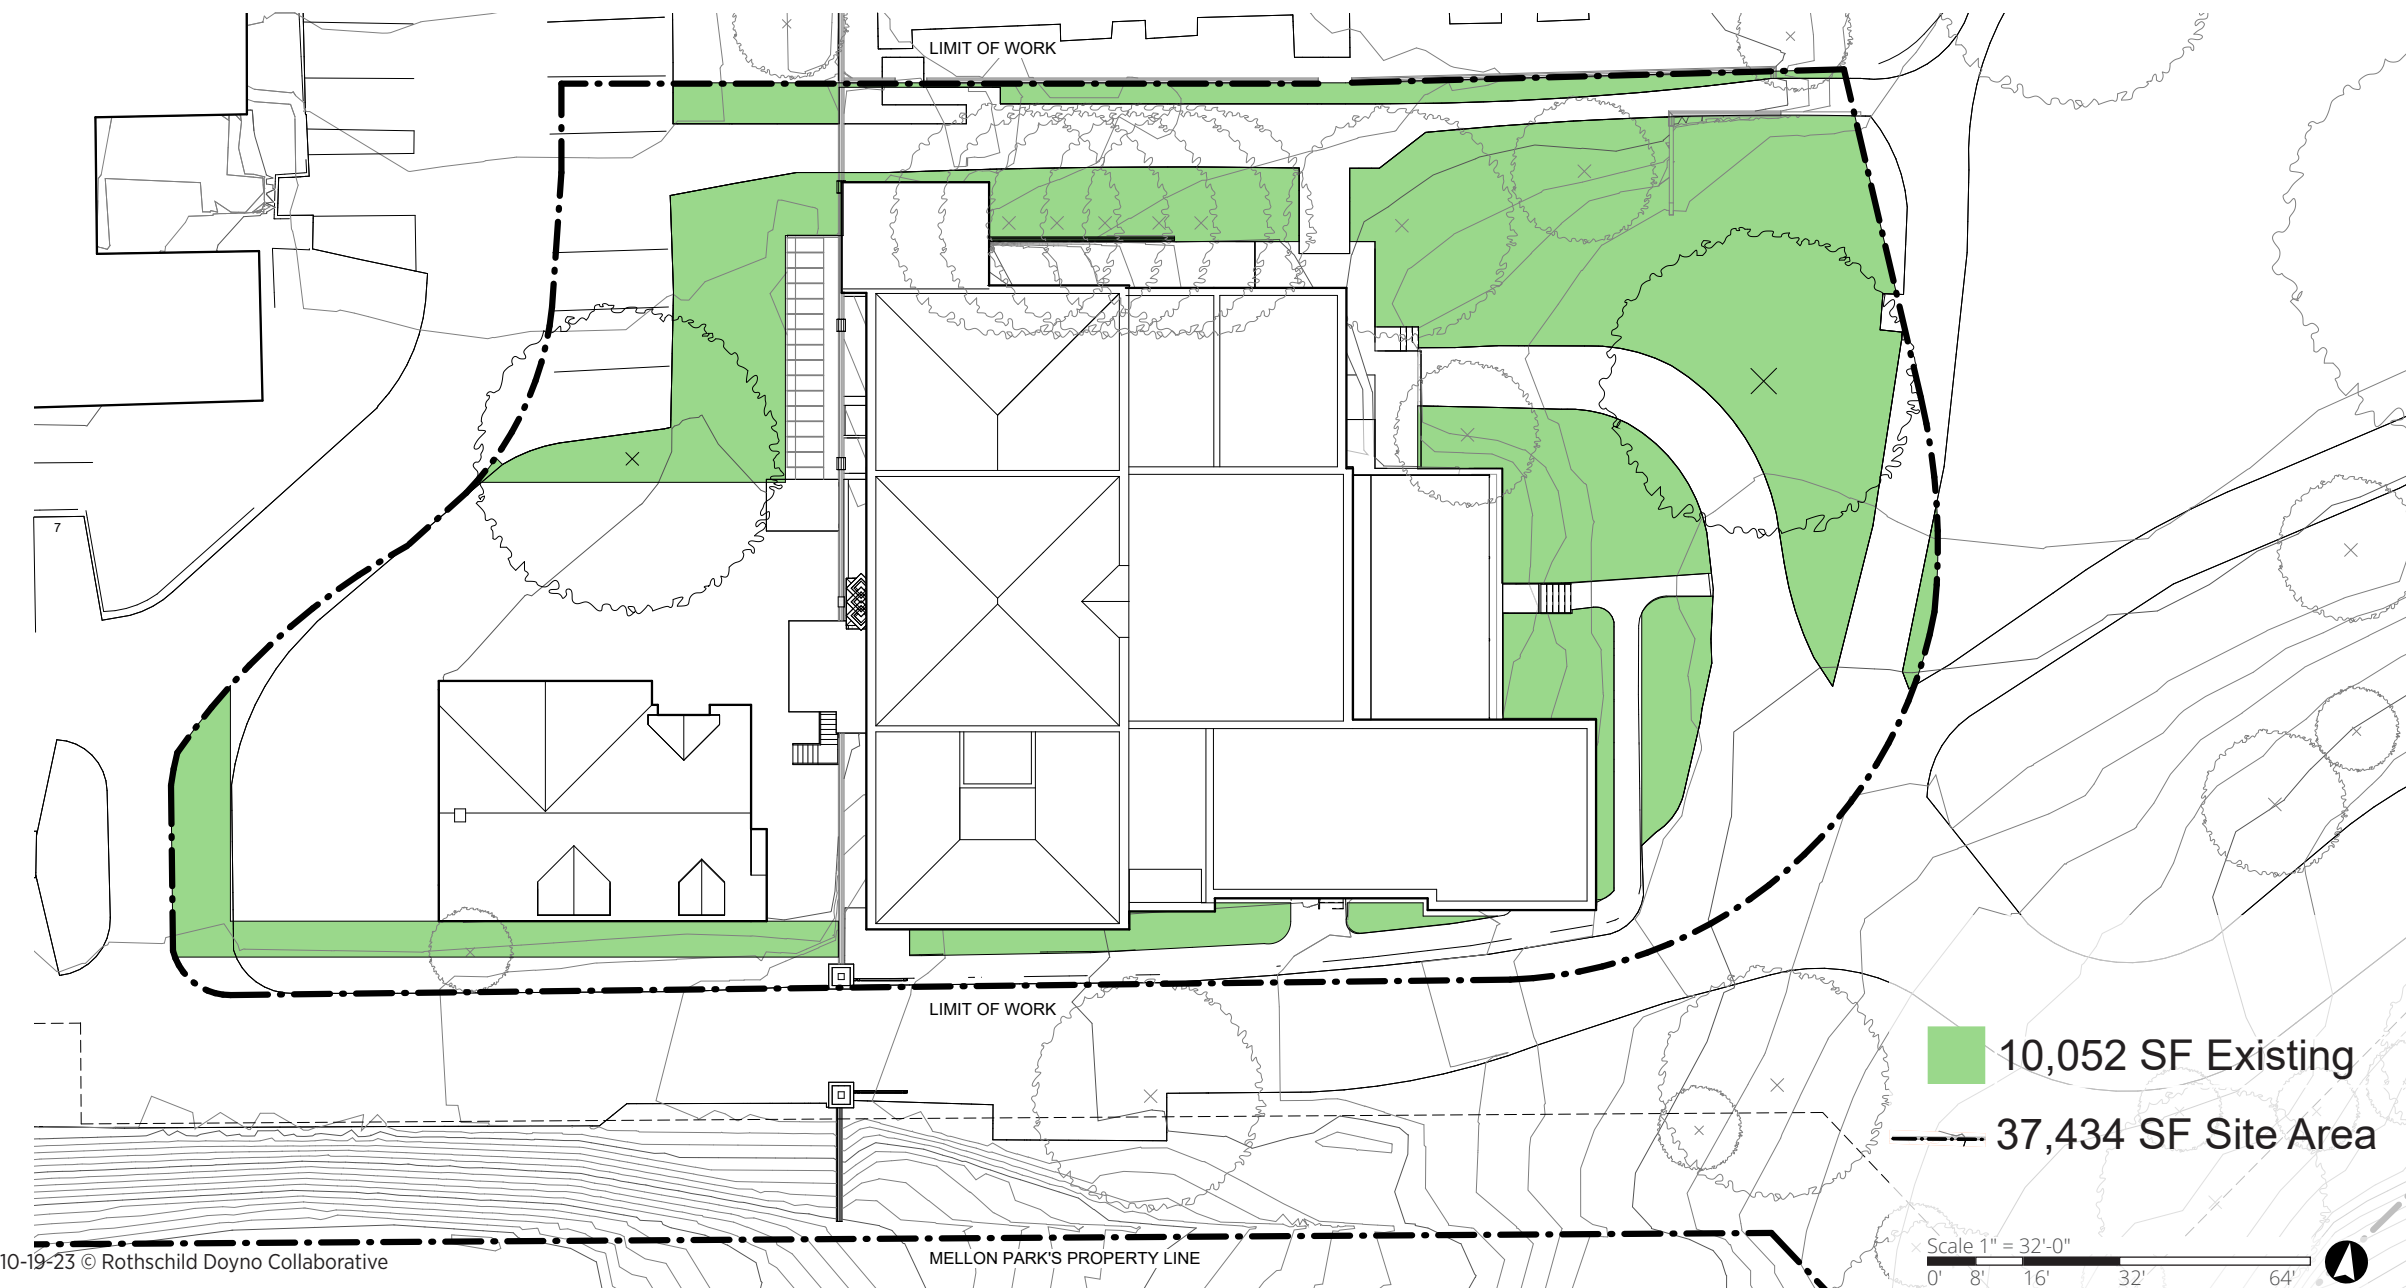 LIMIT OF WORK
7
LIMIT OF WORK
10,052 SF Existing
37,434 SF Site Area
Scale 1" = 32'-0"
0' 8' 16' 32' 64'
10-19-23 © Rothschild Doyno Collaborative
MELLON PARK'S PROPERTY LINE